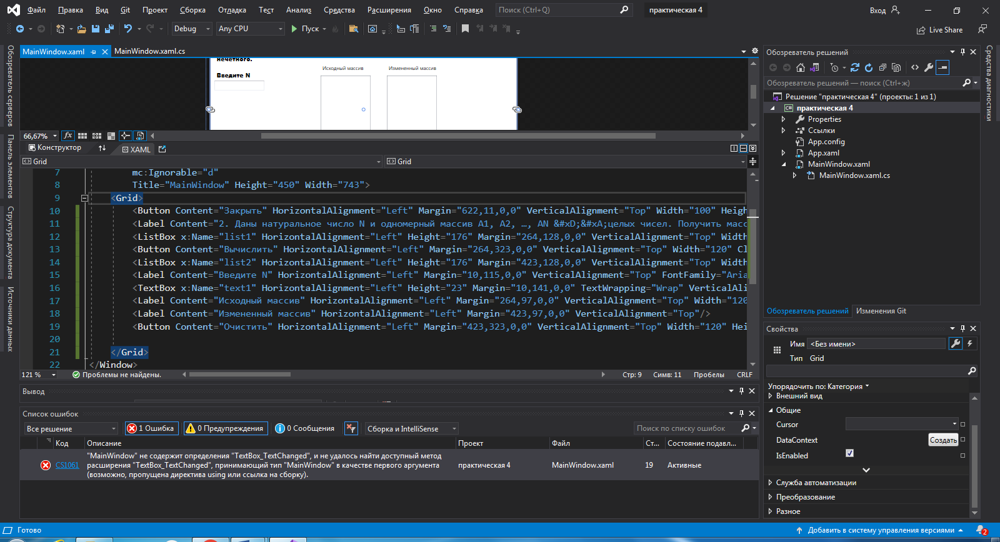 Файл Правка Вид Git Проект Сборка Отладка Тест Анализ Средства Расширения Окно Справка Поиск (Ctrl+Q) практическая 4 Вход
Debug Any CPU Пуск Live Share
Обозреватель серверов
Панель элементов
Структура документа
Источники данных
MainWindow.xaml MainWindow.xaml.cs
нечетного.
Исходный массив Измененный массив
Введите N
66,67%
Конструктор XAML
Grid Grid
7 mc:Ignorable="d"
8 Title="MainWindow" Height="450" Width="743">
9 <Grid>
10 <Button Content="Закрыть" HorizontalAlignment="Left" Margin="622,11,0,0" VerticalAlignment="Top" Width="100" Heigh
11 <Label Content="2. Даны натуральное число N и одномерный массив A1, A2, …, AN &#xD;&#xA;целых чисел. Получить масс
12 <ListBox x:Name="list1" HorizontalAlignment="Left" Height="176" Margin="264,128,0,0" VerticalAlignment="Top" Width
13 <Button Content="Вычислить" HorizontalAlignment="Left" Margin="264,323,0,0" VerticalAlignment="Top" Width="120" Cl
14 <ListBox x:Name="list2" HorizontalAlignment="Left" Height="176" Margin="423,128,0,0" VerticalAlignment="Top" Width
15 <Label Content="Введите N" HorizontalAlignment="Left" Margin="10,115,0,0" VerticalAlignment="Top" FontFamily="Aria
16 <TextBox x:Name="text1" HorizontalAlignment="Left" Height="23" Margin="10,141,0,0" TextWrapping="Wrap" VerticalAli
17 <Label Content="Исходный массив" HorizontalAlignment="Left" Margin="264,97,0,0" VerticalAlignment="Top" Width="120
18 <Label Content="Измененный массив" HorizontalAlignment="Left" Margin="423,97,0,0" VerticalAlignment="Top"/>
19 <Button Content="Очистить" HorizontalAlignment="Left" Margin="423,323,0,0" VerticalAlignment="Top" Width="120" Hei
20
21 </Grid>
22 </Window>
121 % Проблемы не найдены. Стр: 9 Симв: 11 Пробелы CRLF
Вывод
Список ошибок
Все решение 1 Ошибка 0 Предупреждения 0 Сообщения Сборка и IntelliSense Поиск по списку ошибок
Код Описание Проект Файл Ст... Состояние подавл...
"MainWindow" не содержит определения "TextBox_TextChanged", и не удалось найти доступный метод
CS1061 расширения "TextBox_TextChanged", принимающий тип "MainWindow" в качестве первого аргумента практическая 4 MainWindow.xaml 19 Активные
(возможно, пропущена директива using или ссылка на сборку).
Обозреватель решений
Обозреватель решений — поиск (Ctrl+ж)
Решение "практическая 4" (проекты: 1 из 1)
C# практическая 4
Properties
Ссылки
App.config
App.xaml
MainWindow.xaml
MainWindow.xaml.cs
Обозреватель решений Изменения Git
Свойства
Имя <Без имени>
Тип Grid
Упорядочить по: Категория
Внешний вид
Общие
Cursor
DataContext Создать
IsEnabled
Служба автоматизации
Преобразование
Разное
Средства диагностики
Готово Добавить в систему управления версиями 2